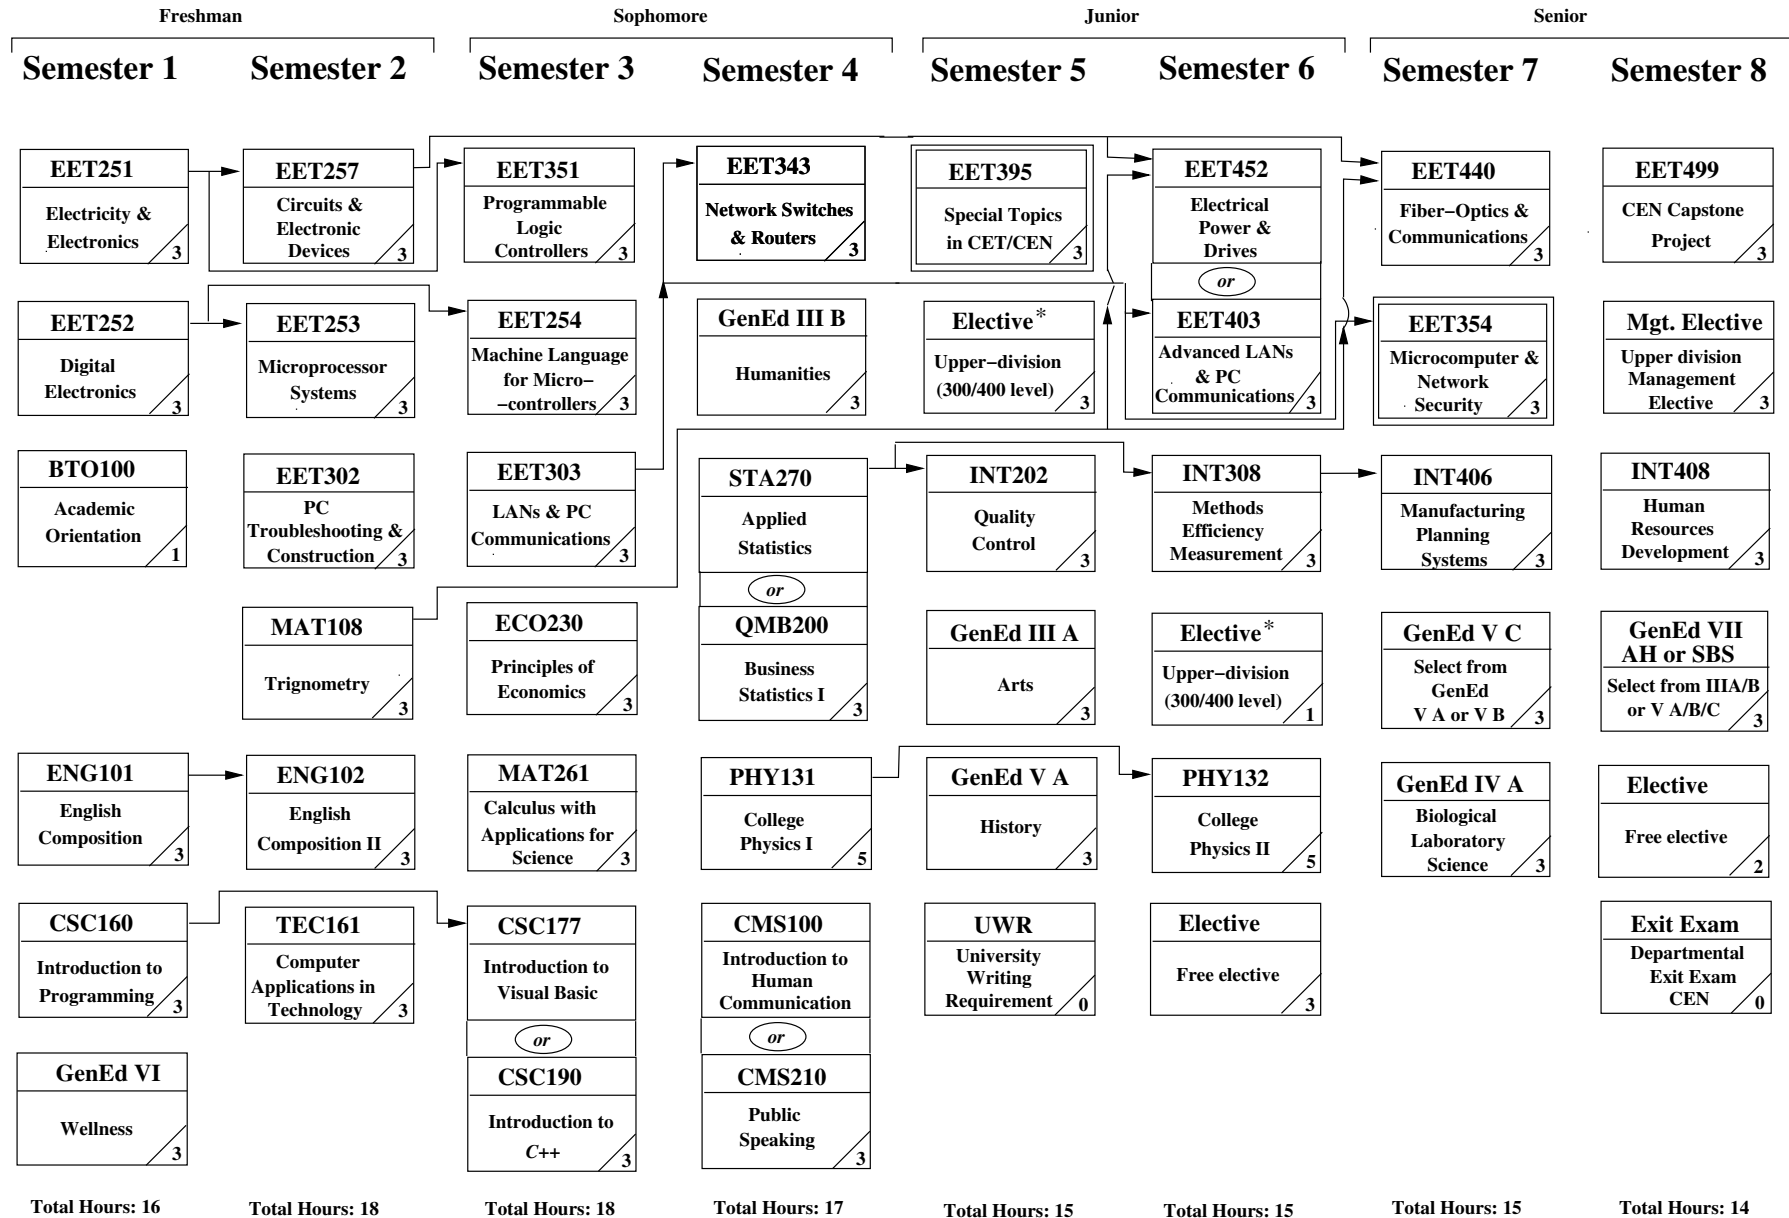 Freshman
Sophomore
Junior
Senior
Semester 1
Semester 2
Semester 3
Semester 4
Semester 5
Semester 6
Semester 7
Semester 8
EET251
Electricity &
Electronics
3
EET257
Circuits &
Electronic
Devices
3
EET351
Programmable
Logic
Controllers
3
EET343
Network Switches
& Routers
3
EET395
Special Topics
in CET/CEN
3
EET452
Electrical
Power &
Drives
or
EET403
Advanced LANs
& PC
Communications
3
EET440
Fiber−Optics &
Communications
3
EET499
CEN Capstone
Project
3
EET252
Digital
Electronics
3
EET253
Microprocessor
Systems
3
EET254
Machine Language
for Micro−
−controllers
3
GenEd III B
Humanities
3
Elective*
Upper−division
(300/400 level)
3
EET354
Microcomputer &
Network
Security
3
Mgt. Elective
Upper division
Management
Elective
3
BTO100
Academic
Orientation
1
EET302
PC
Troubleshooting &
Construction
3
EET303
LANs & PC
Communications
3
STA270
Applied
Statistics
or
QMB200
Business
Statistics I
3
INT202
Quality
Control
3
INT308
Methods
Efficiency
Measurement
3
INT406
Manufacturing
Planning
Systems
3
INT408
Human
Resources
Development
3
MAT108
Trignometry
3
ECO230
Principles of
Economics
3
GenEd III A
Arts
3
Elective*
Upper−division
(300/400 level)
1
GenEd V C
Select from
GenEd
V A or V B
3
GenEd VII
AH or SBS
Select from IIIA/B
or V A/B/C
3
ENG101
English
Composition
3
ENG102
English
Composition II
3
MAT261
Calculus with
Applications for
Science
3
PHY131
College
Physics I
5
GenEd V A
History
3
PHY132
College
Physics II
5
GenEd IV A
Biological
Laboratory
Science
3
Elective
Free elective
2
CSC160
Introduction to
Programming
3
TEC161
Computer
Applications in
Technology
3
CSC177
Introduction to
Visual Basic
or
CSC190
Introduction to
C++
3
CMS100
Introduction to
Human
Communication
or
CMS210
Public
Speaking
3
UWR
University
Writing
Requirement
0
Elective
Free elective
3
Exit Exam
Departmental
Exit Exam
CEN
0
GenEd VI
Wellness
3
Total Hours: 16
Total Hours: 18
Total Hours: 18
Total Hours: 17
Total Hours: 15
Total Hours: 15
Total Hours: 15
Total Hours: 14